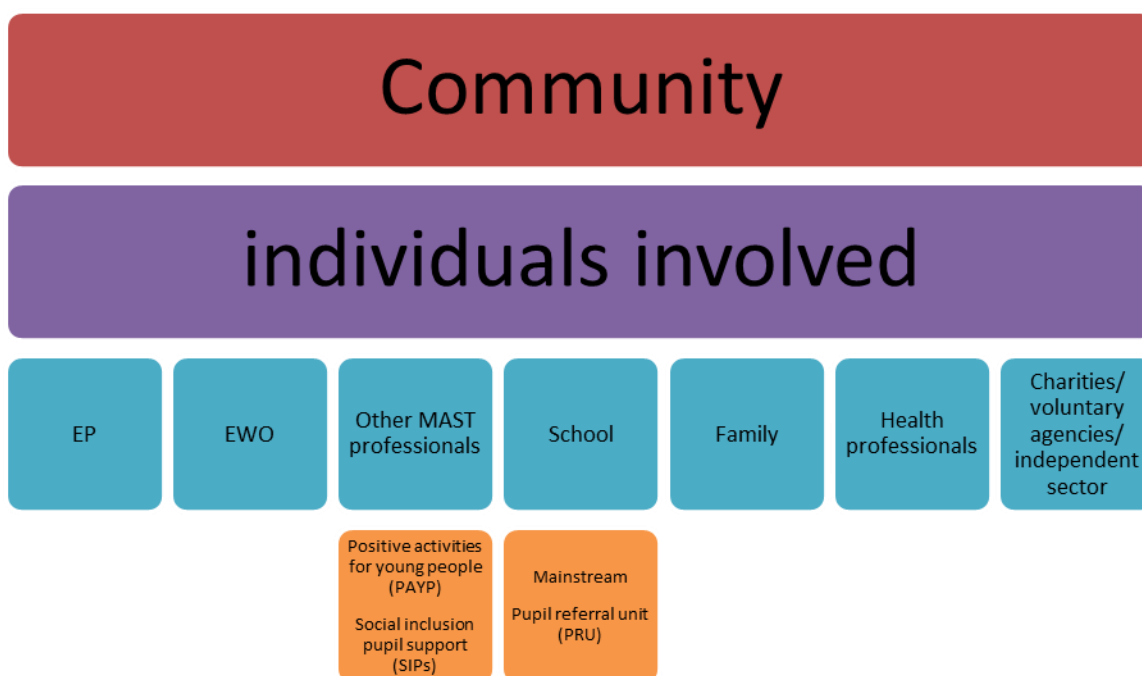 Community
individuals involved
EP
EWO
Other MAST
professionals
School
Family
Health
professionals
Charities/
voluntary
agencies/
independent
sector
Positive activities
for young people
(PAYP)
Social inclusion
pupil support
(SIPs)
Mainstream
Pupil referral unit
(PRU)